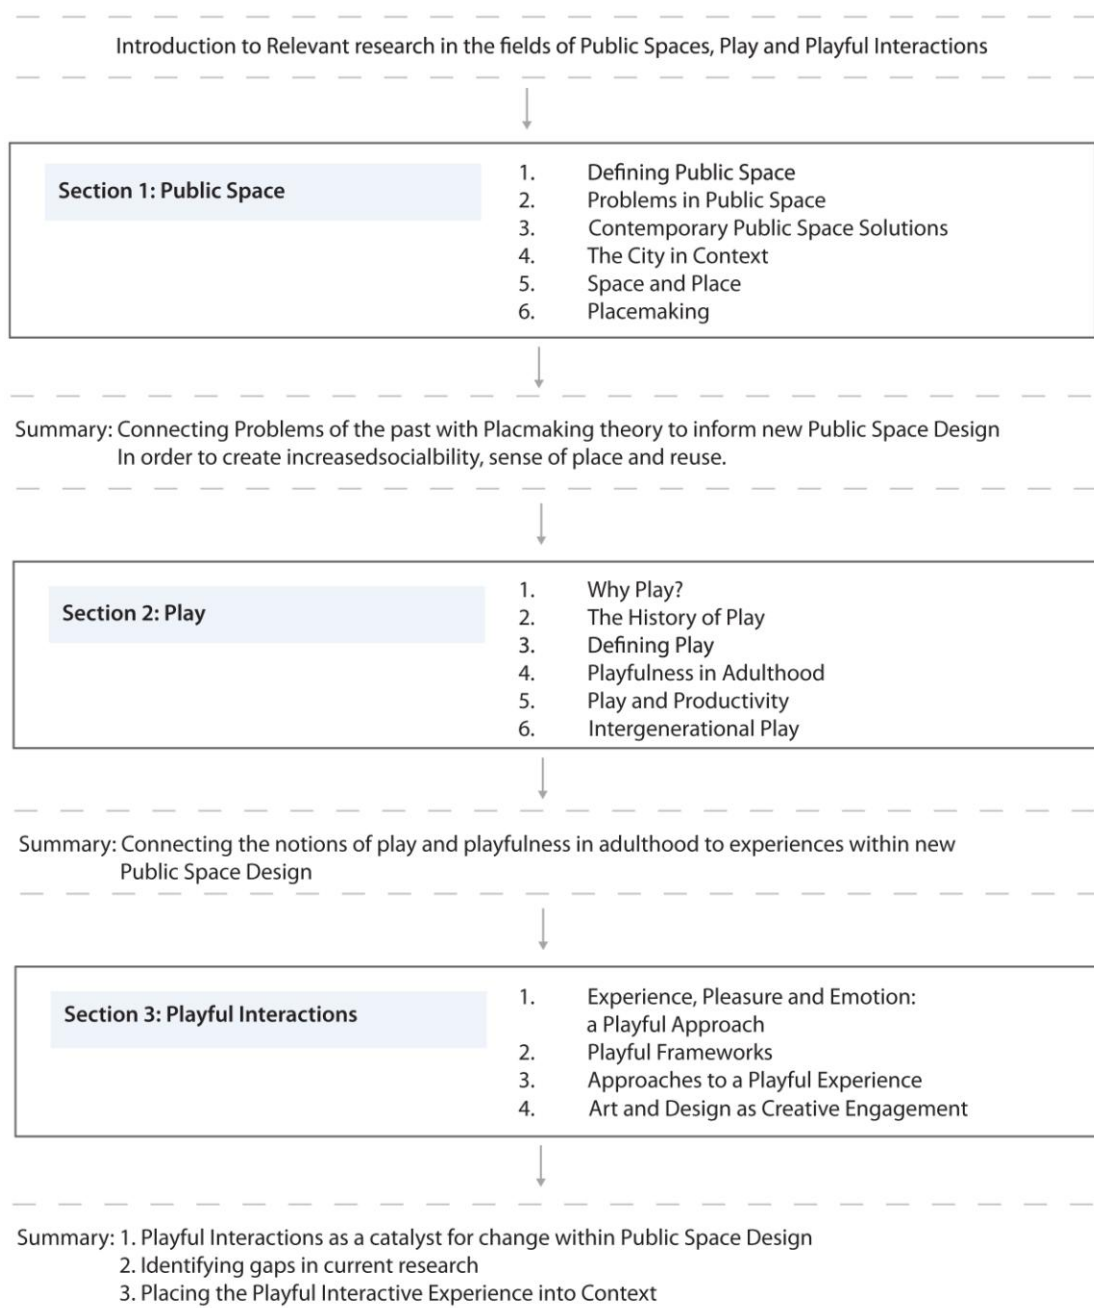 Introduction to Relevant research in the fields of Public Spaces, Play and Playful Interactions
Section 1: Public Space
1. Defining Public Space
2. Problems in Public Space
3. Contemporary Public Space Solutions
4. The City in Context
5. Space and Place
6. Placemaking
Summary: Connecting Problems of the past with Placmaking theory to inform new Public Space Design
In order to create increasedsocialbility, sense of place and reuse.
Section 2: Play
1. Why Play?
2. The History of Play
3. Defining Play
4. Playfulness in Adulthood
5. Play and Productivity
6. Intergenerational Play
Summary: Connecting the notions of play and playfulness in adulthood to experiences within new
Public Space Design
Section 3: Playful Interactions
1. Experience, Pleasure and Emotion:
a Playful Approach
2. Playful Frameworks
3. Approaches to a Playful Experience
4. Art and Design as Creative Engagement
Summary: 1. Playful Interactions as a catalyst for change within Public Space Design
2. Identifying gaps in current research
3. Placing the Playful Interactive Experience into Context